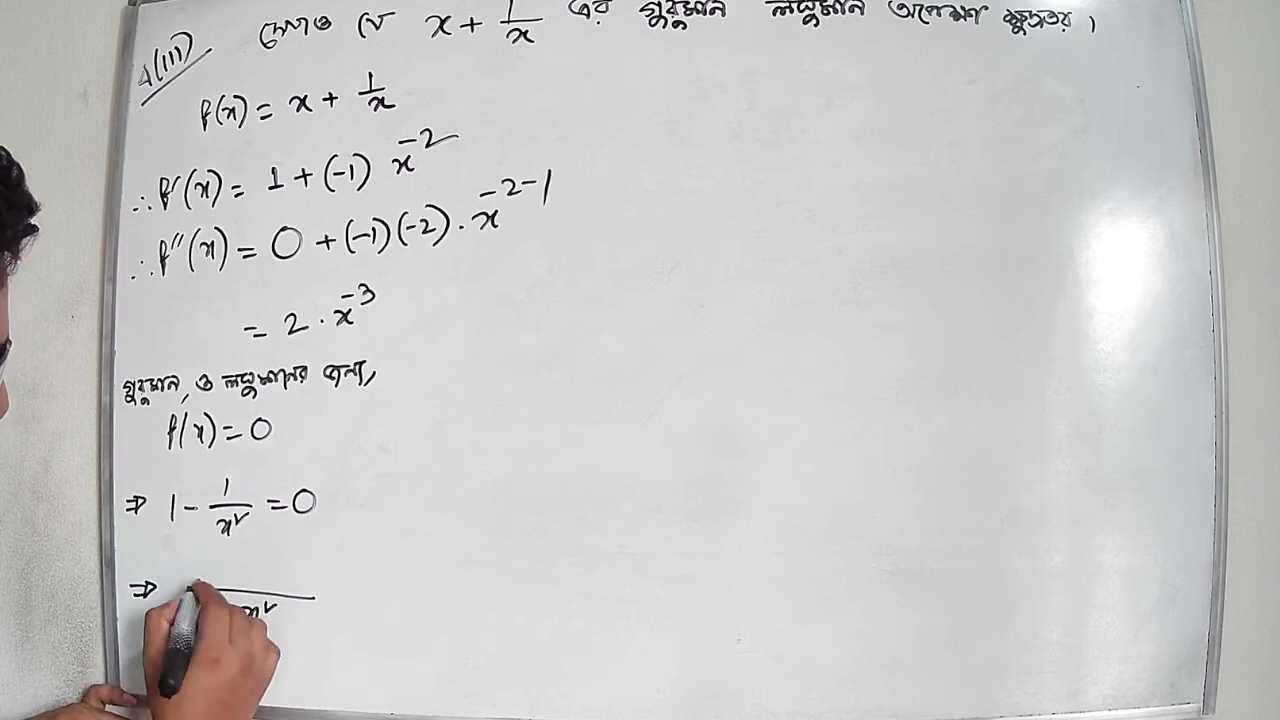 4(iii) দেখাও যে x + 1/x এর গুরুমান লঘুমান অপেক্ষা ক্ষুদ্রতর।
f(x) = x + 1/x
∴ f'(x) = 1 + (-1) x^-2
∴ f''(x) = 0 + (-1)(-2) · x^-2-1
= 2 · x^-3
গুরুমান ও লঘুমানের জন্য,
f(x) = 0
⇒ 1 - 1/x² = 0
⇒ x²